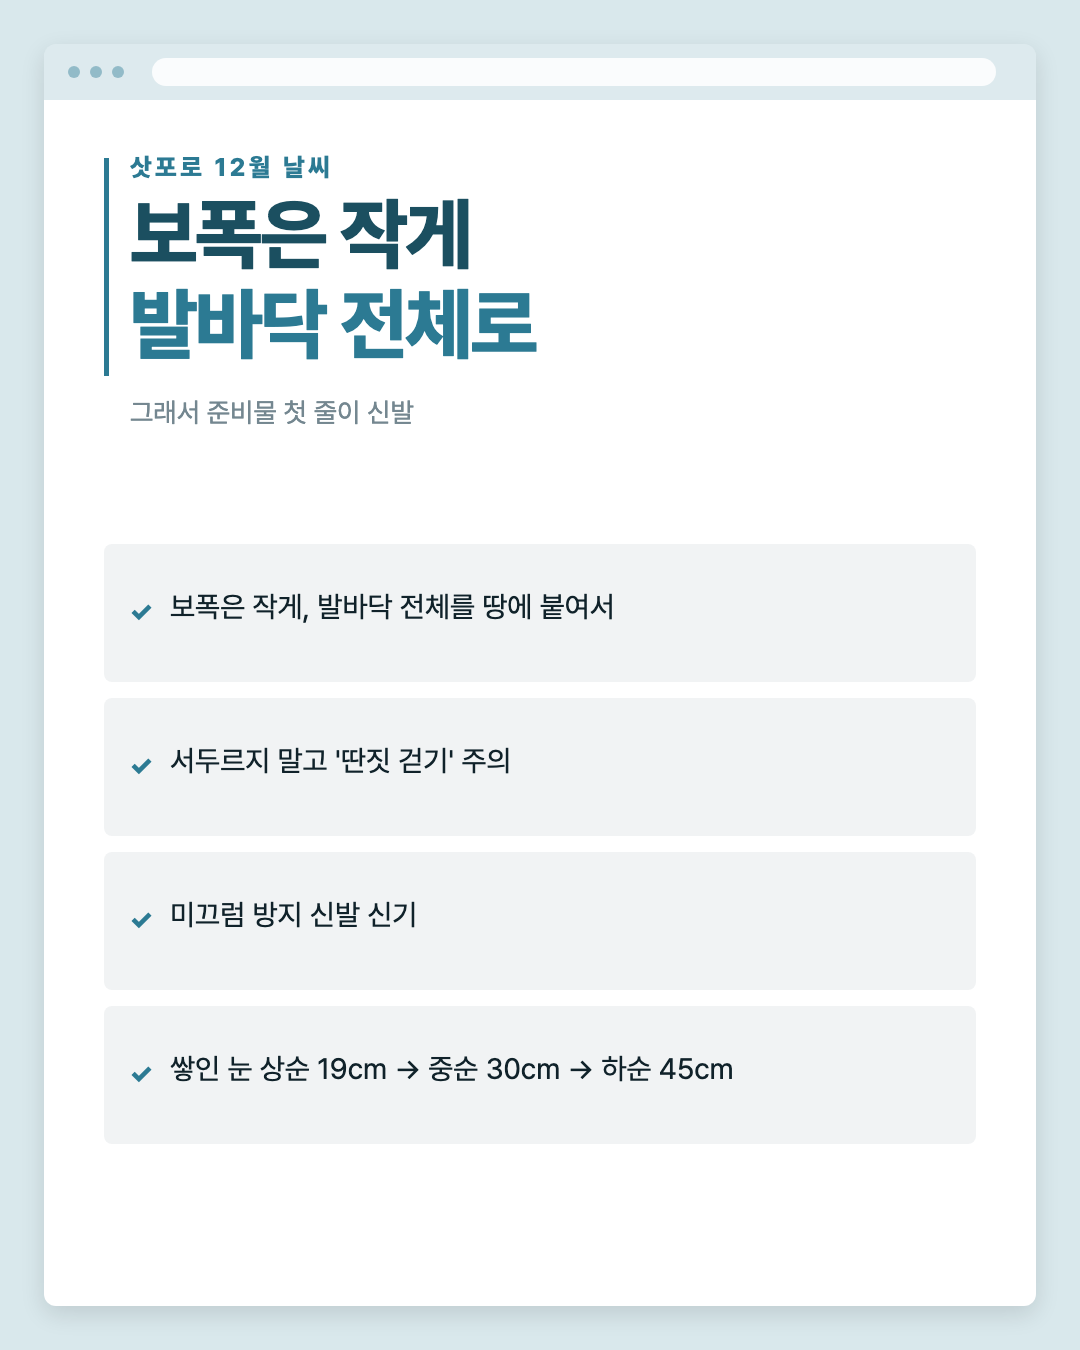 삿포로 12월 날씨
보폭은 작게
발바닥 전체로
그래서 준비물 첫 줄이 신발
보폭은 작게, 발바닥 전체를 땅에 붙여서
서두르지 말고 '딴짓 걷기' 주의
미끄럼 방지 신발 신기
쌓인 눈 상순 19cm → 중순 30cm → 하순 45cm